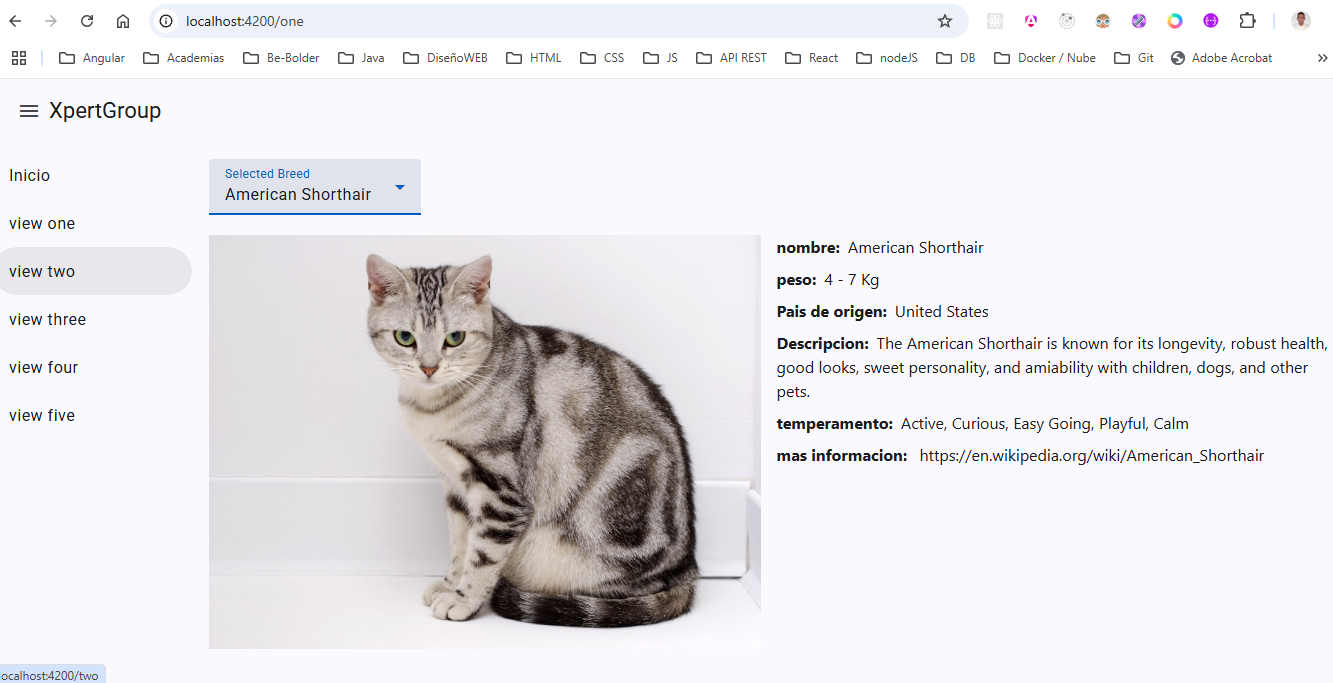 localhost:4200/one
Angular Academias Be-Bolder Java DiseñoWEB HTML CSS JS API REST React nodeJS DB Docker / Nube Git Adobe Acrobat
XpertGroup
Inicio
view one
view two
view three
view four
view five
Selected Breed
American Shorthair
nombre: American Shorthair
peso: 4 - 7 Kg
Pais de origen: United States
Descripcion: The American Shorthair is known for its longevity, robust health,
good looks, sweet personality, and amiability with children, dogs, and other
pets.
temperamento: Active, Curious, Easy Going, Playful, Calm
mas informacion: https://en.wikipedia.org/wiki/American_Shorthair
localhost:4200/two